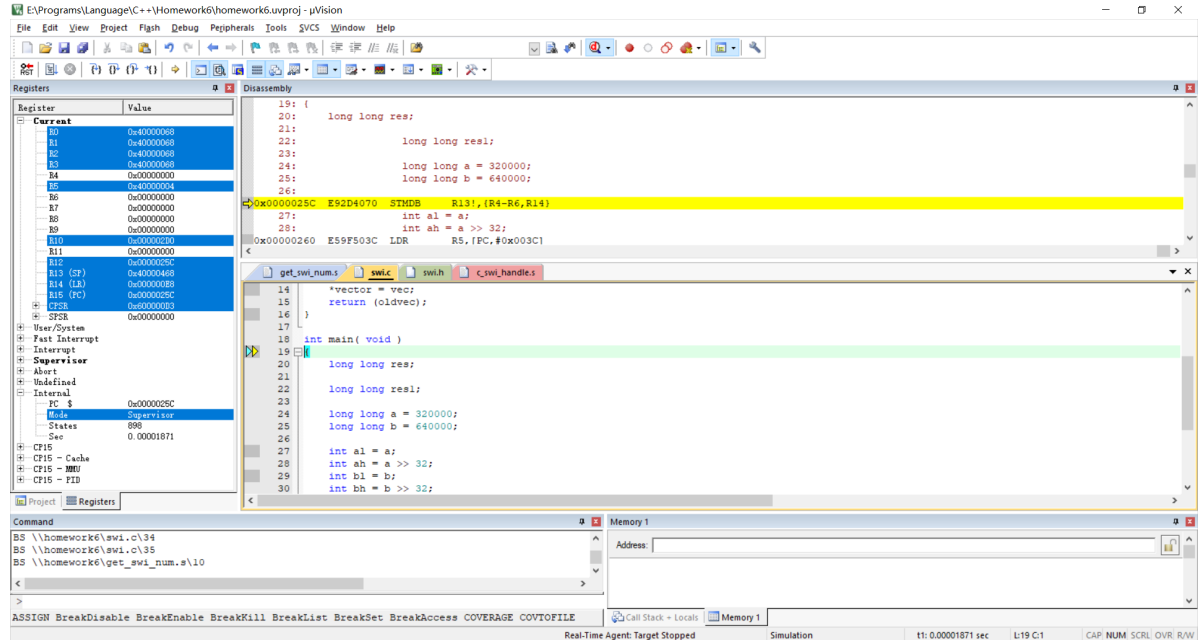 E:\Programs\Language\C++\Homework6\homework6.uvproj - µVision
File Edit View Project Flash Debug Peripherals Tools SVCS Window Help
RST
Registers
Register Value
Current
R0 0x40000068
R1 0x40000068
R2 0x40000068
R3 0x40000068
R4 0x00000000
R5 0x40000004
R6 0x00000000
R7 0x00000000
R8 0x00000000
R9 0x00000000
R10 0x000002D0
R11 0x00000000
R12 0x0000025C
R13 (SP) 0x40000468
R14 (LR) 0x000000E8
R15 (PC) 0x0000025C
CPSR 0x600000D3
SPSR 0x00000000
User/System
Fast Interrupt
Interrupt
Supervisor
Abort
Undefined
Internal
PC $ 0x0000025C
Mode Supervisor
States 898
Sec 0.00001871
CP15
CP15 - Cache
CP15 - MMU
CP15 - PID
Project Registers
Disassembly
19: {
20: long long res;
21:
22: long long res1;
23:
24: long long a = 320000;
25: long long b = 640000;
26:
0x0000025C E92D4070 STMDB R13!,{R4-R6,R14}
27: int al = a;
28: int ah = a >> 32;
0x00000260 E59F503C LDR R5,[PC,#0x003C]
get_swi_num.s swi.c swi.h c_swi_handle.s
14 *vector = vec;
15 return (oldvec);
16 }
17
18 int main( void )
19 {
20 long long res;
21
22 long long res1;
23
24 long long a = 320000;
25 long long b = 640000;
26
27 int al = a;
28 int ah = a >> 32;
29 int bl = b;
30 int bh = b >> 32;
Command
BS \\homework6\swi.c\34
BS \\homework6\swi.c\35
BS \\homework6\get_swi_num.s\10
>
ASSIGN BreakDisable BreakEnable BreakKill BreakList BreakSet BreakAccess COVERAGE COVTOFILE
Memory 1
Address:
Call Stack + Locals Memory 1
Real-Time Agent: Target Stopped Simulation t1: 0.00001871 sec L:19 C:1 CAP NUM SCRL OVR R/W